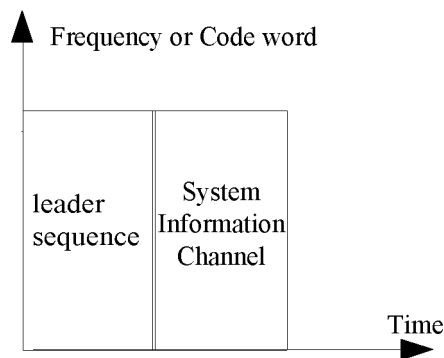 Frequency or Code word
leader
sequence
System
Information
Channel
Time